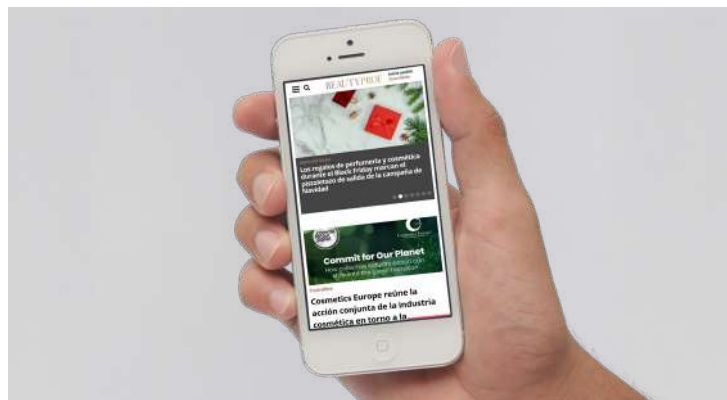 BEAUTYPROF
Los regalos de perfumería y cosmética
durante el Black Friday marcan el
pistoletazo de salida de la campaña de
Navidad
Commit for Our Planet
Cosmetics Europe reúne la
acción conjunta de la industria
cosmética en torno a la